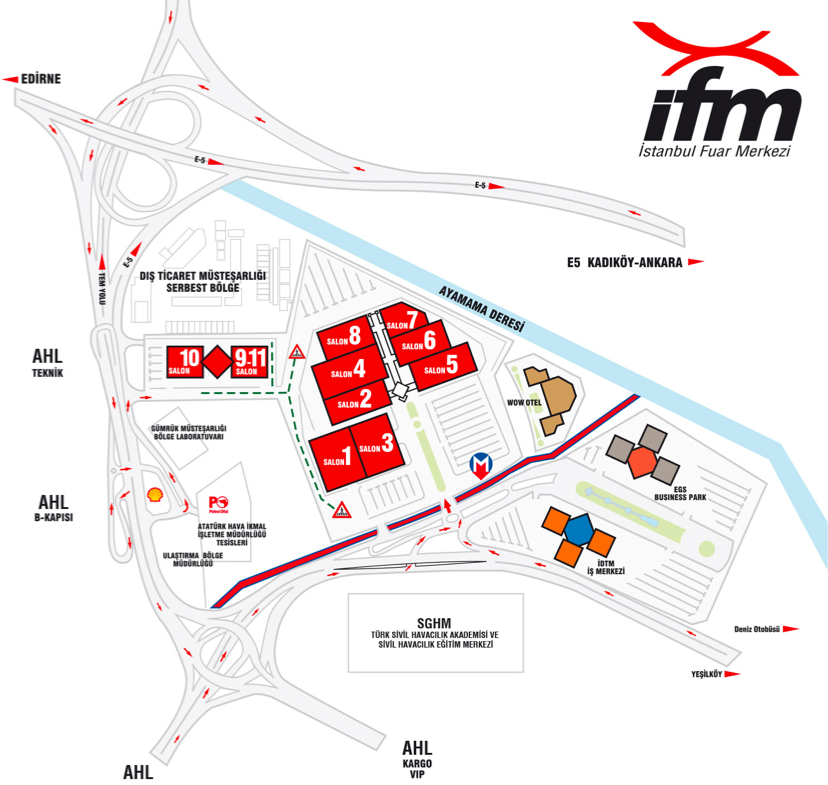 ifm
İstanbul Fuar Merkezi
EDİRNE
E-5
E-5
E5 KADIKÖY-ANKARA
E-5
TEM YOLU
DIŞ TİCARET MÜSTEŞARLIĞI
SERBEST BÖLGE
AYAMAMA DERESİ
AHL
TEKNİK
10
SALON
9-11
SALON
SALON 8
SALON 7
SALON 6
SALON 5
SALON 4
SALON 2
SALON 1
SALON 3
WOW OTEL
GÜMRÜK MÜSTEŞARLIĞI
BÖLGE LABORATUVARI
M
EGS
BUSINESS PARK
AHL
B-KAPISI
PO
Petrol Ofisi
ATATÜRK HAVA İKMAL
İŞLETME MÜDÜRLÜĞÜ
TESİSLERİ
ULAŞTIRMA BÖLGE
MÜDÜRLÜĞÜ
İDTM
İŞ MERKEZİ
SGHM
TÜRK SİVİL HAVACILIK AKADEMİSİ VE
SİVİL HAVACILIK EĞİTİM MERKEZİ
Deniz Otobüsü
YEŞİLKÖY
AHL
KARGO
VIP
AHL